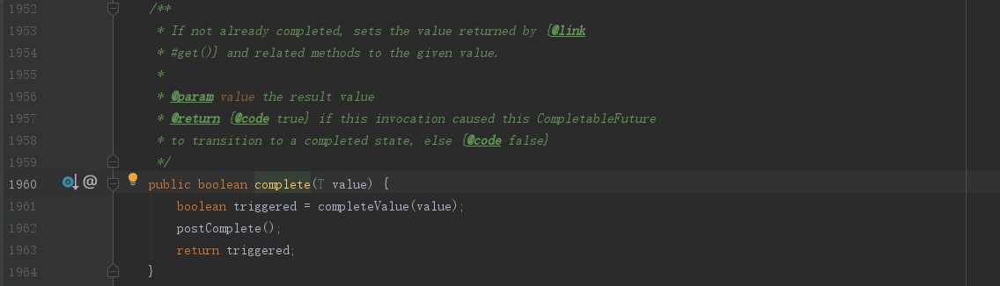 1952 /**
1953 * If not already completed, sets the value returned by {@link
1954 * #get()} and related methods to the given value.
1955 *
1956 * @param value the result value
1957 * @return {@code true} if this invocation caused this CompletableFuture
1958 * to transition to a completed state, else {@code false}
1959 */
1960 @ public boolean complete(T value) {
1961 boolean triggered = completeValue(value);
1962 postComplete();
1963 return triggered;
1964 }